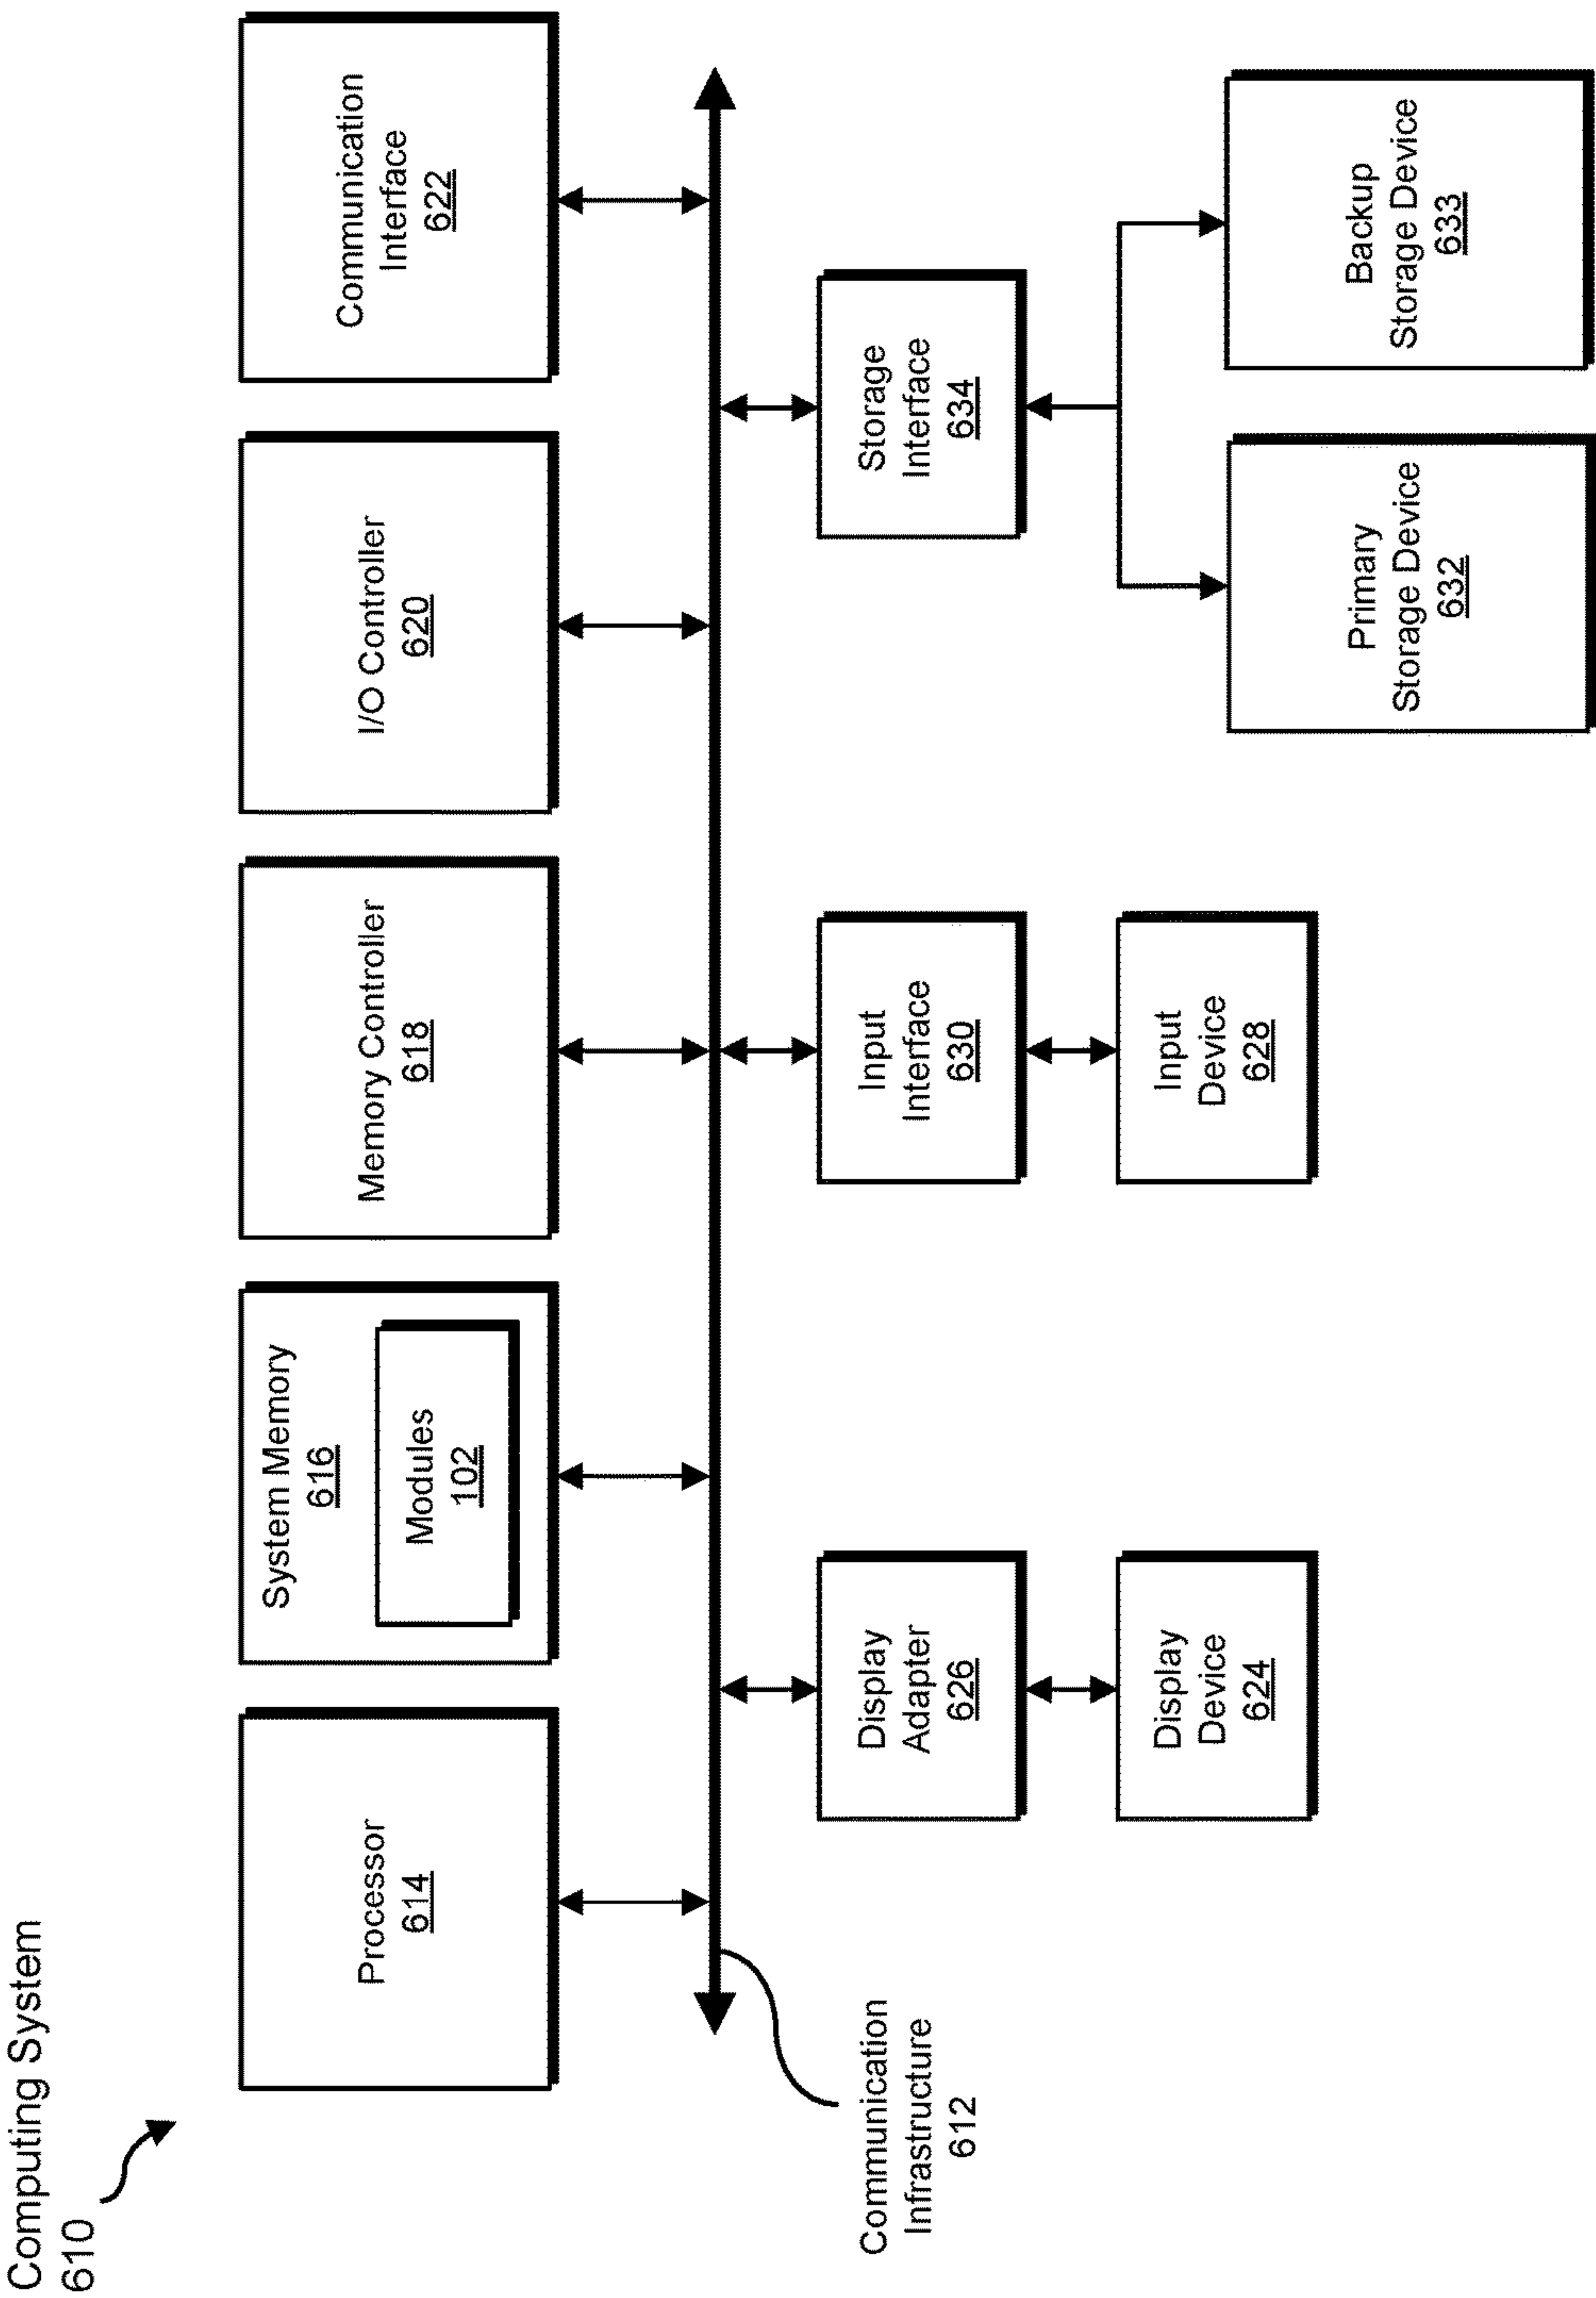 Computing System
610
Processor
614
System Memory
616
Modules
102
Memory Controller
618
I/O Controller
620
Communication
Interface
622
Communication
Infrastructure
612
Display
Adapter
626
Input
Interface
630
Storage
Interface
634
Display
Device
624
Input
Device
628
Primary
Storage Device
632
Backup
Storage Device
633